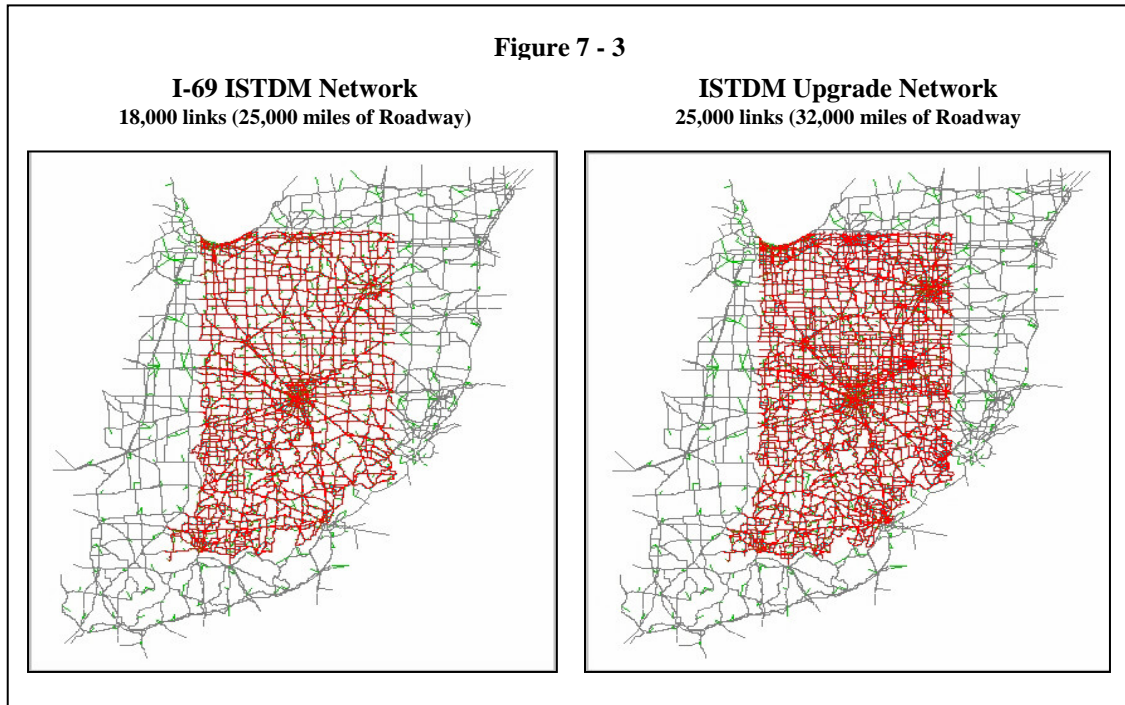 Figure 7 - 3
I-69 ISTDM Network
18,000 links (25,000 miles of Roadway)
ISTDM Upgrade Network
25,000 links (32,000 miles of Roadway